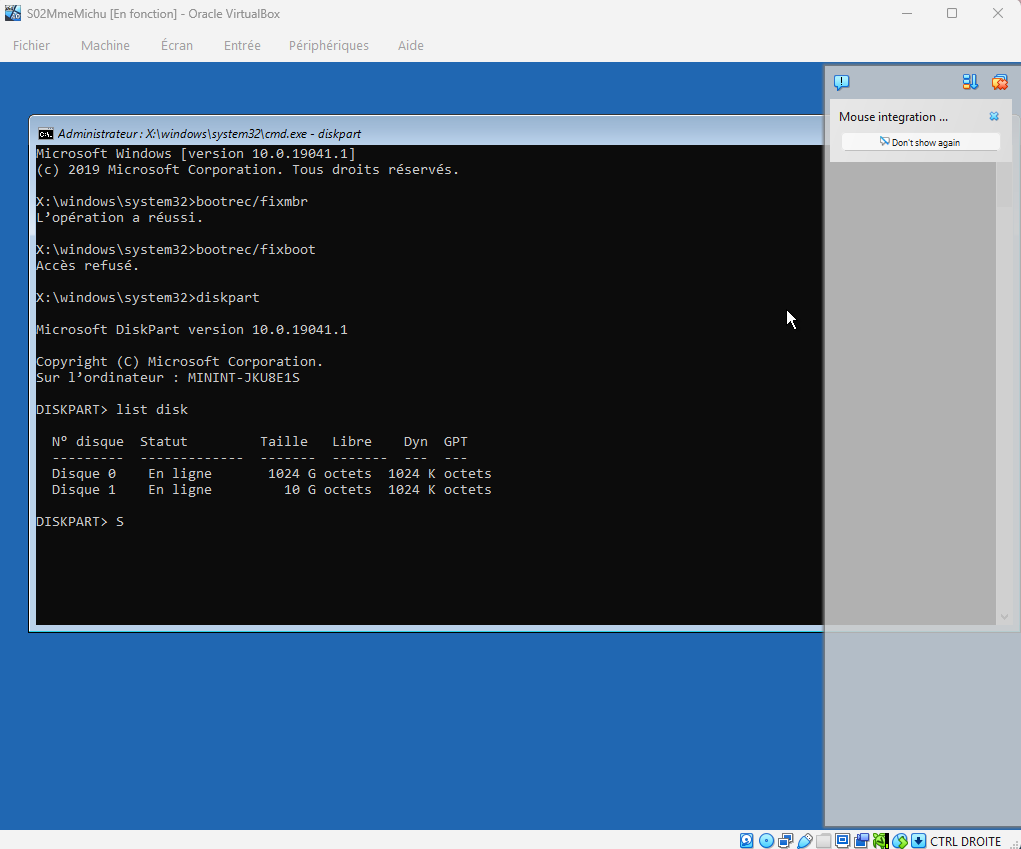 S02MmeMichu [En fonction] - Oracle VirtualBox
Fichier Machine Écran Entrée Périphériques Aide
Mouse integration ...
Don't show again
Administrateur : X:\windows\system32\cmd.exe - diskpart
Microsoft Windows [version 10.0.19041.1]
(c) 2019 Microsoft Corporation. Tous droits réservés.
X:\windows\system32>bootrec/fixmbr
L’opération a réussi.
X:\windows\system32>bootrec/fixboot
Accès refusé.
X:\windows\system32>diskpart
Microsoft DiskPart version 10.0.19041.1
Copyright (C) Microsoft Corporation.
Sur l’ordinateur : MININT-JKU8E1S
DISKPART> list disk
N° disque  Statut         Taille   Libre    Dyn  GPT
---------  -------------  -------  -------  ---  ---
Disque 0    En ligne       1024 G octets  1024 K octets
Disque 1    En ligne         10 G octets  1024 K octets
DISKPART> S
CTRL DROITE